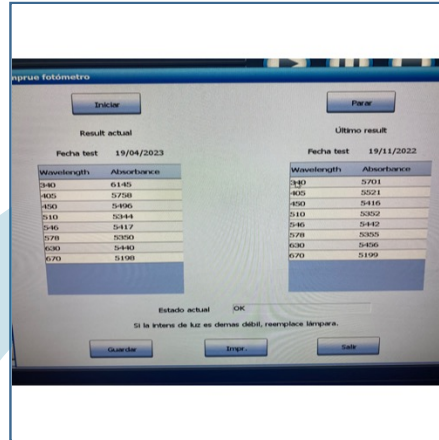 mprue fotómetro
Iniciar
Parar
Result actual
Último result
Fecha test 19/04/2023
Fecha test 19/11/2022
Wavelength Absorbance
340 6145
405 5758
450 5496
510 5344
546 5417
578 5350
630 5440
670 5198
Wavelength Absorbance
340 5701
405 5521
450 5416
510 5352
546 5442
578 5355
630 5456
670 5199
Estado actual OK
Si la intens de luz es demas débil, reemplace lámpara.
Guardar
Impr.
Salir